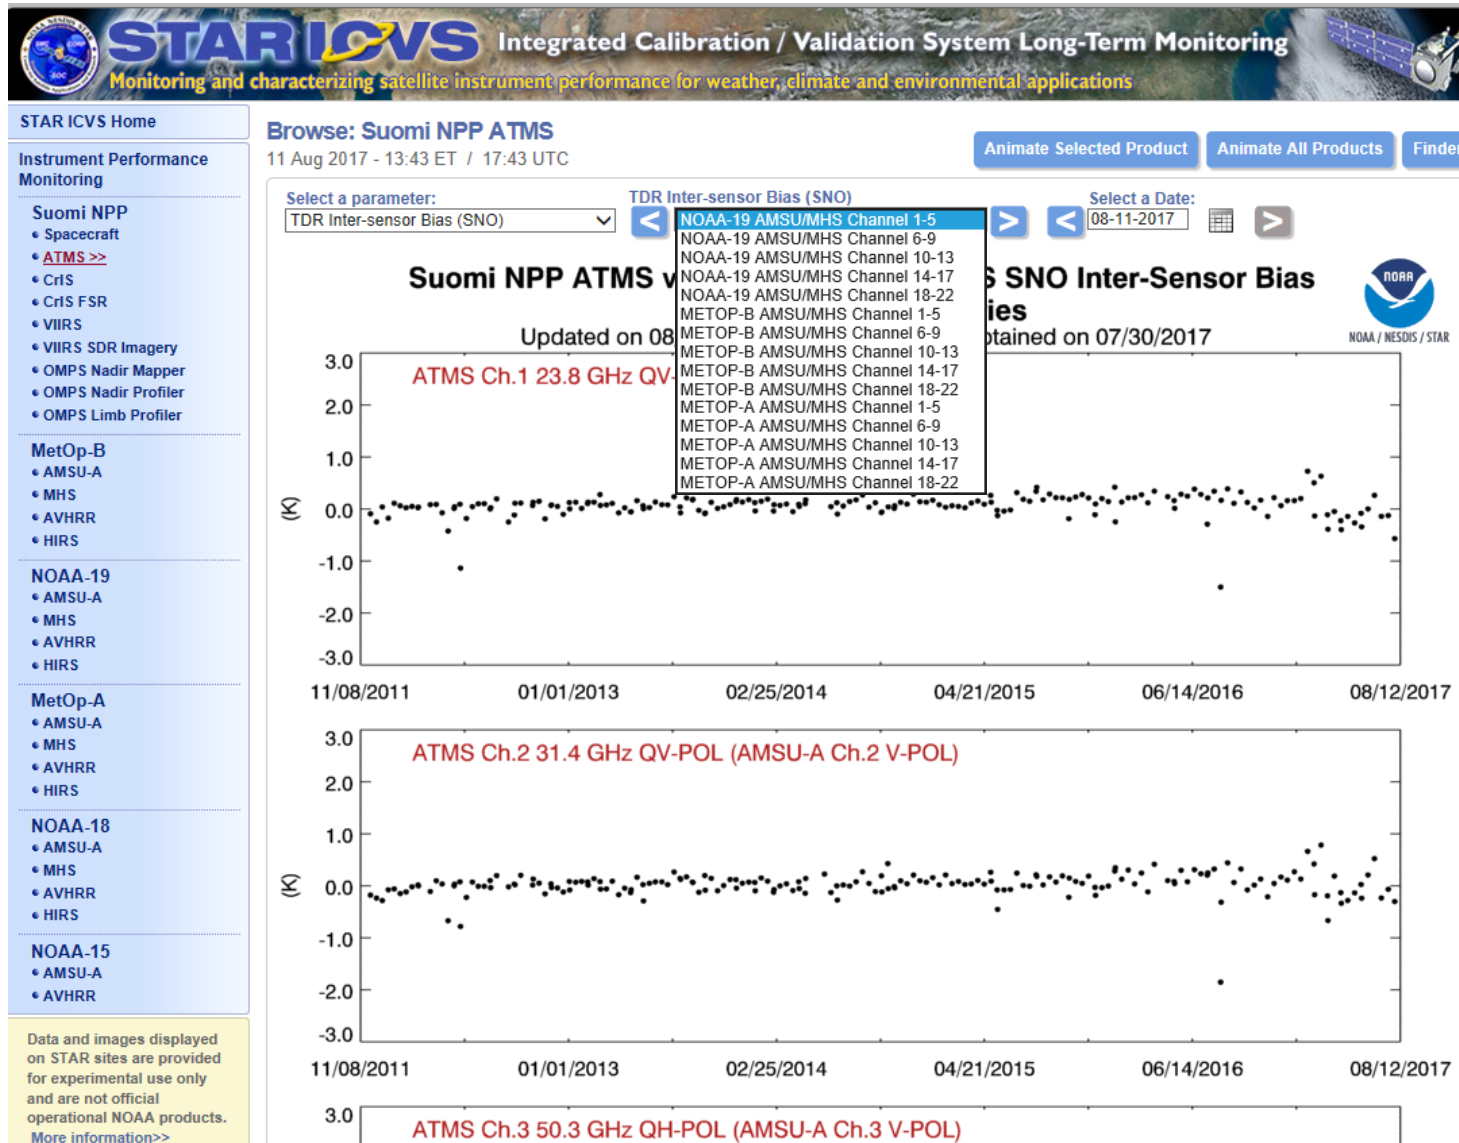 STAR ICVS Integrated Calibration / Validation System Long-Term Monitoring
Monitoring and characterizing satellite instrument performance for weather, climate and environmental applications
STAR ICVS Home
Instrument Performance
Monitoring
Suomi NPP
Spacecraft
ATMS >>
CrIS
CrIS FSR
VIIRS
VIIRS SDR Imagery
OMPS Nadir Mapper
OMPS Nadir Profiler
OMPS Limb Profiler
MetOp-B
AMSU-A
MHS
AVHRR
HIRS
NOAA-19
AMSU-A
MHS
AVHRR
HIRS
MetOp-A
AMSU-A
MHS
AVHRR
HIRS
NOAA-18
AMSU-A
MHS
AVHRR
HIRS
NOAA-15
AMSU-A
AVHRR
Data and images displayed
on STAR sites are provided
for experimental use only
and are not official
operational NOAA products.
More information>>
Browse: Suomi NPP ATMS
11 Aug 2017 - 13:43 ET / 17:43 UTC
Animate Selected Product
Animate All Products
Finder
Select a parameter:
TDR Inter-sensor Bias (SNO)
TDR Inter-sensor Bias (SNO)
< >
Select a Date:
< 08-11-2017 >
NOAA-19 AMSU/MHS Channel 1-5
NOAA-19 AMSU/MHS Channel 6-9
NOAA-19 AMSU/MHS Channel 10-13
NOAA-19 AMSU/MHS Channel 14-17
NOAA-19 AMSU/MHS Channel 18-22
METOP-B AMSU/MHS Channel 1-5
METOP-B AMSU/MHS Channel 6-9
METOP-B AMSU/MHS Channel 10-13
METOP-B AMSU/MHS Channel 14-17
METOP-B AMSU/MHS Channel 18-22
METOP-A AMSU/MHS Channel 1-5
METOP-A AMSU/MHS Channel 6-9
METOP-A AMSU/MHS Channel 10-13
METOP-A AMSU/MHS Channel 14-17
METOP-A AMSU/MHS Channel 18-22
Suomi NPP ATMS v S SNO Inter-Sensor Bias
ies
Updated on 08 otained on 07/30/2017
NOAA
NOAA / NESDIS / STAR
ATMS Ch.1 23.8 GHz QV-
3.0
2.0
1.0
0.0
-1.0
-2.0
-3.0
(K)
11/08/2011 01/01/2013 02/25/2014 04/21/2015 06/14/2016 08/12/2017
ATMS Ch.2 31.4 GHz QV-POL (AMSU-A Ch.2 V-POL)
3.0
2.0
1.0
0.0
-1.0
-2.0
-3.0
(K)
11/08/2011 01/01/2013 02/25/2014 04/21/2015 06/14/2016 08/12/2017
3.0
ATMS Ch.3 50.3 GHz QH-POL (AMSU-A Ch.3 V-POL)